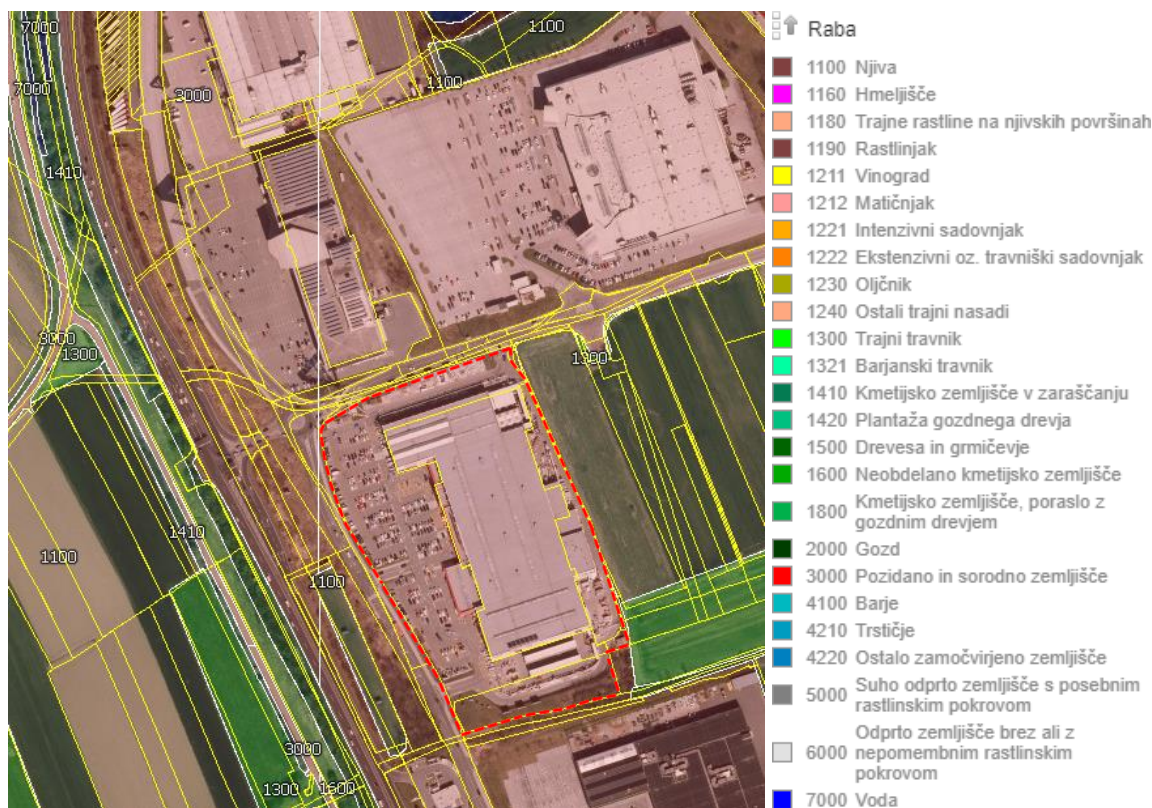 7000
1100
7000
1100
3000
1410
8000
1300
1300
1410
1100
1100
3000
1300
1600
Raba
1100 Njiva
1160 Hmeljišče
1180 Trajne rastline na njivskih površinah
1190 Rastlinjak
1211 Vinograd
1212 Matičnjak
1221 Intenzivni sadovnjak
1222 Ekstenzivni oz. travniški sadovnjak
1230 Oljčnik
1240 Ostali trajni nasadi
1300 Trajni travnik
1321 Barjanski travnik
1410 Kmetijsko zemljišče v zaraščanju
1420 Plantaža gozdnega drevja
1500 Drevesa in grmičevje
1600 Neobdelano kmetijsko zemljišče
1800 Kmetijsko zemljišče, poraslo z
gozdnim drevjem
2000 Gozd
3000 Pozidano in sorodno zemljišče
4100 Barje
4210 Trstičje
4220 Ostalo zamočvirjeno zemljišče
5000 Suho odprto zemljišče s posebnim
rastlinskim pokrovom
6000 Odprto zemljišče brez ali z
nepomembnim rastlinskim
pokrovom
7000 Voda